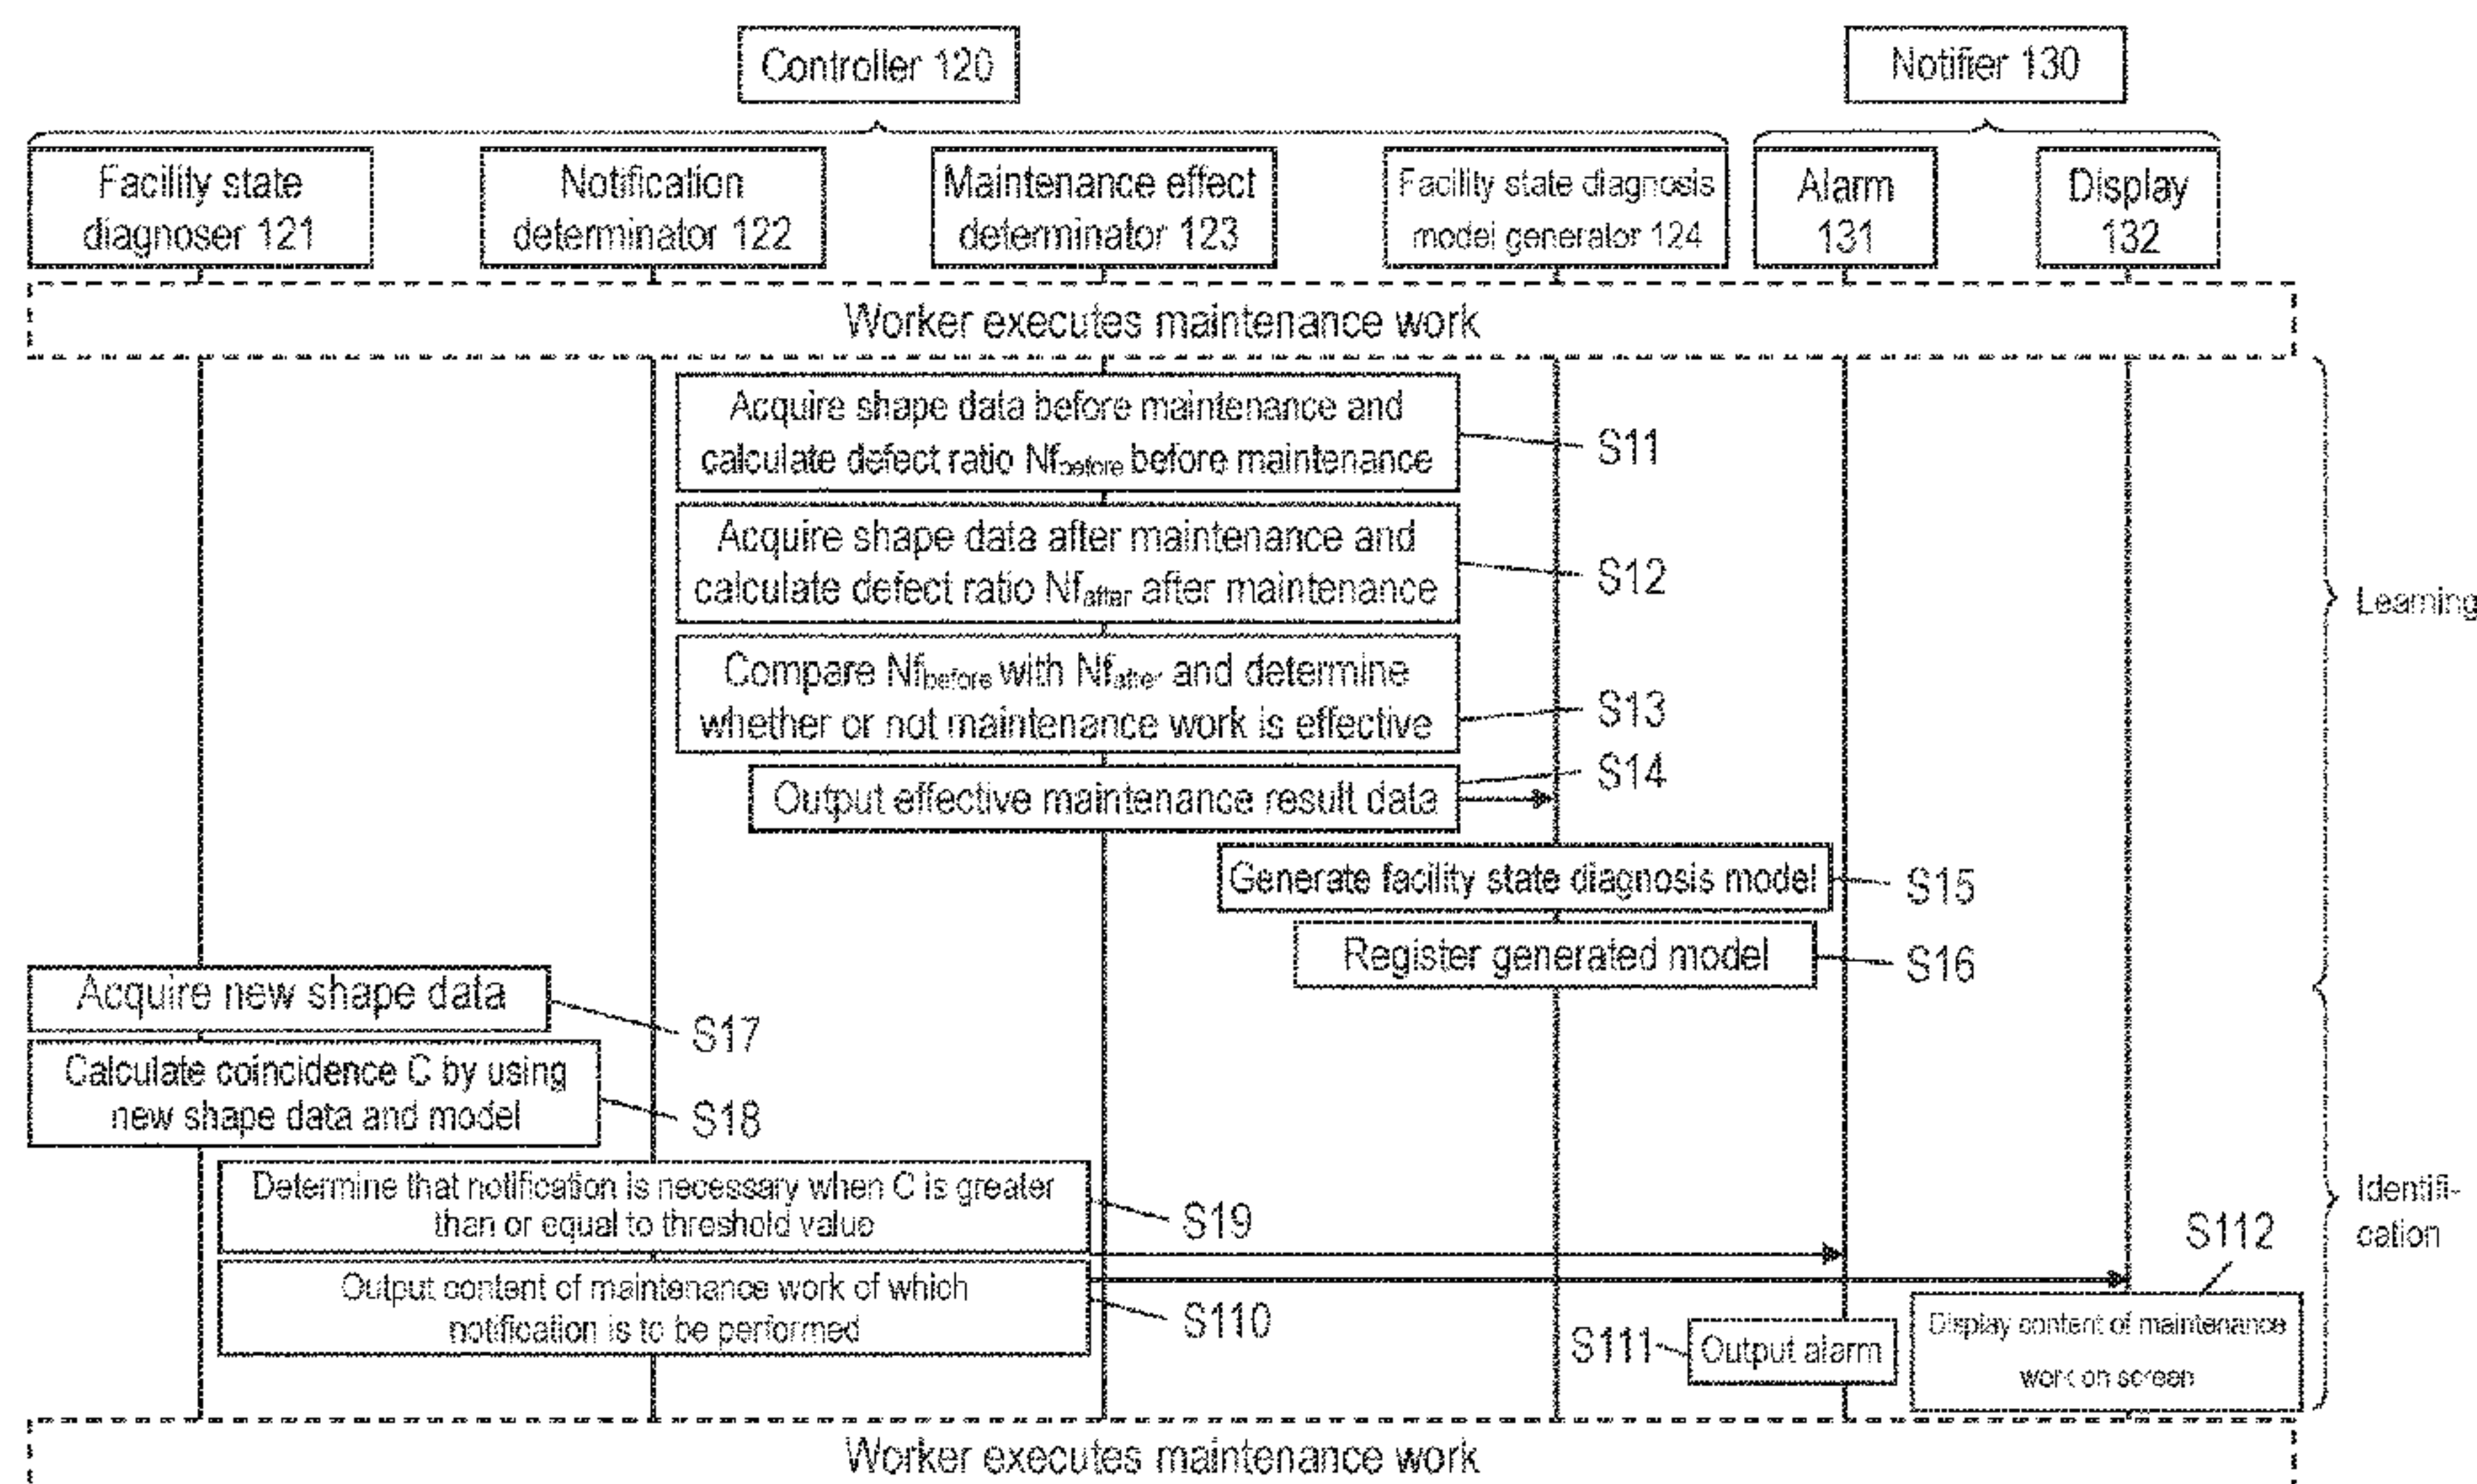 Controller 120
Notifier 130
Facility state
diagnoser 121
Notification
determinator 122
Maintenance effect
determinator 123
Facility state diagnosis
model generator 124
Alarm
131
Display
132
Worker executes maintenance work
Acquire shape data before maintenance and
calculate defect ratio Nfbefore before maintenance
S11
Acquire shape data after maintenance and
calculate defect ratio Nfafter after maintenance
S12
Learning
Compare Nfbefore with Nfafter and determine
whether or not maintenance work is effective
S13
Output effective maintenance result data
S14
Generate facility state diagnosis model
S15
Register generated model
S16
Acquire new shape data
S17
Calculate coincidence C by using
new shape data and model
S18
Determine that notification is necessary when C is greater
than or equal to threshold value
S19
Identifi-
cation
Output content of maintenance work of which
notification is to be performed
S110
S111
Output alarm
S112
Display content of maintenance
work on screen
Worker executes maintenance work